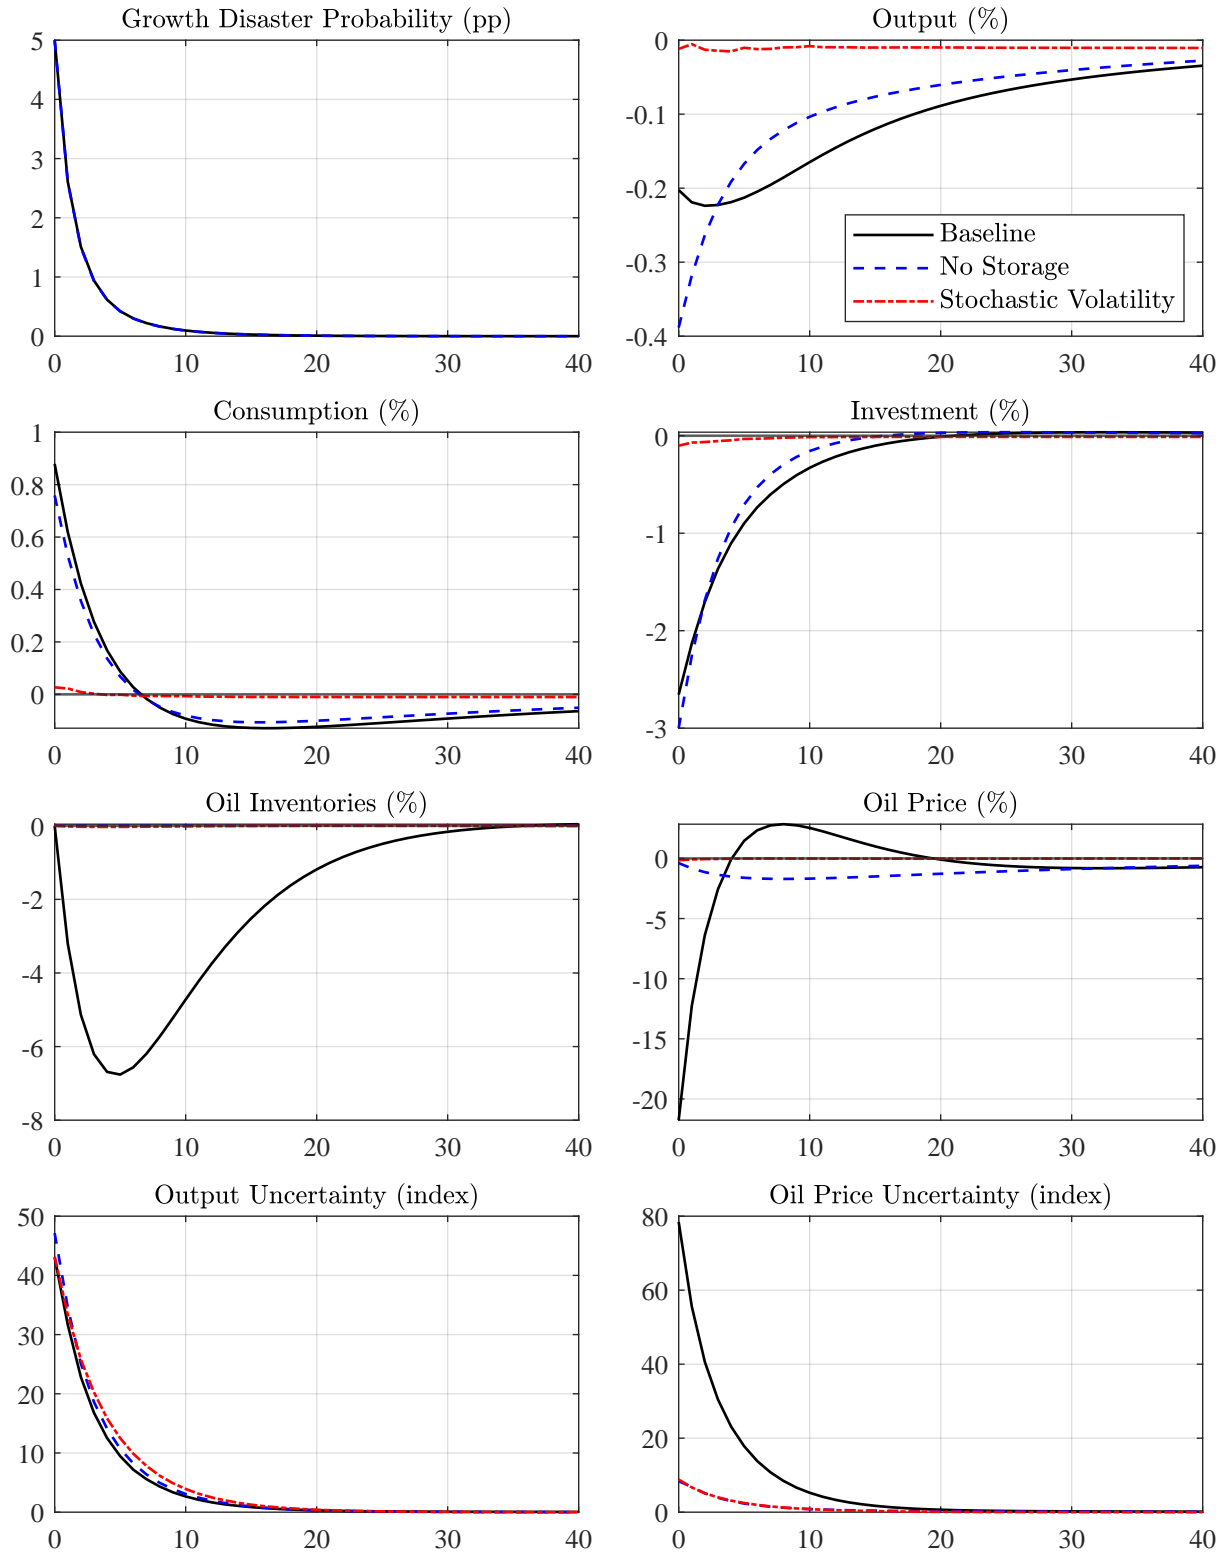 Growth Disaster Probability (pp)
5
4
3
2
1
0
0 10 20 30 40
Output (%)
0
-0.1
-0.2
-0.3
-0.4
0 10 20 30 40
Baseline
No Storage
Stochastic Volatility
Consumption (%)
1
0.8
0.6
0.4
0.2
0
0 10 20 30 40
Investment (%)
0
-1
-2
-3
0 10 20 30 40
Oil Inventories (%)
0
-2
-4
-6
-8
0 10 20 30 40
Oil Price (%)
0
-5
-10
-15
-20
0 10 20 30 40
Output Uncertainty (index)
50
40
30
20
10
0
0 10 20 30 40
Oil Price Uncertainty (index)
80
60
40
20
0
0 10 20 30 40